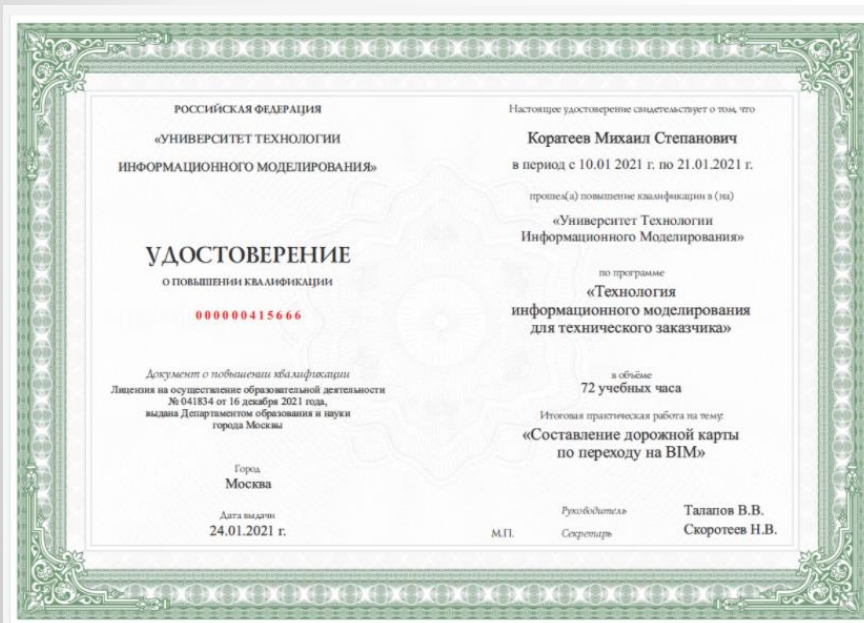 РОССИЙСКАЯ ФЕДЕРАЦИЯ
«УНИВЕРСИТЕТ ТЕХНОЛОГИИ
ИНФОРМАЦИОННОГО МОДЕЛИРОВАНИЯ»
УДОСТОВЕРЕНИЕ
О ПОВЫШЕНИИ КВАЛИФИКАЦИИ
000000415666
Документ о повышении квалификации
Лицензия на осуществление образовательной деятельности
№ 041834 от 16 декабря 2021 года,
выдана Департаментом образования и науки
города Москвы
Город
Москва
Дата выдачи
24.01.2021 г.
Настоящее удостоверение свидетельствует о том, что
Коратеев Михаил Степанович
в период с 10.01 2021 г. по 21.01.2021 г.
прошел(а) повышение квалификации в (на)
«Университет Технологии
Информационного Моделирования»
по программе
«Технология
информационного моделирования
для технического заказчика»
в объёме
72 учебных часа
Итоговая практическая работа на тему:
«Составление дорожной карты
по переходу на BIM»
Руководитель Талапов В.В.
М.П. Секретарь Скоротеев Н.В.